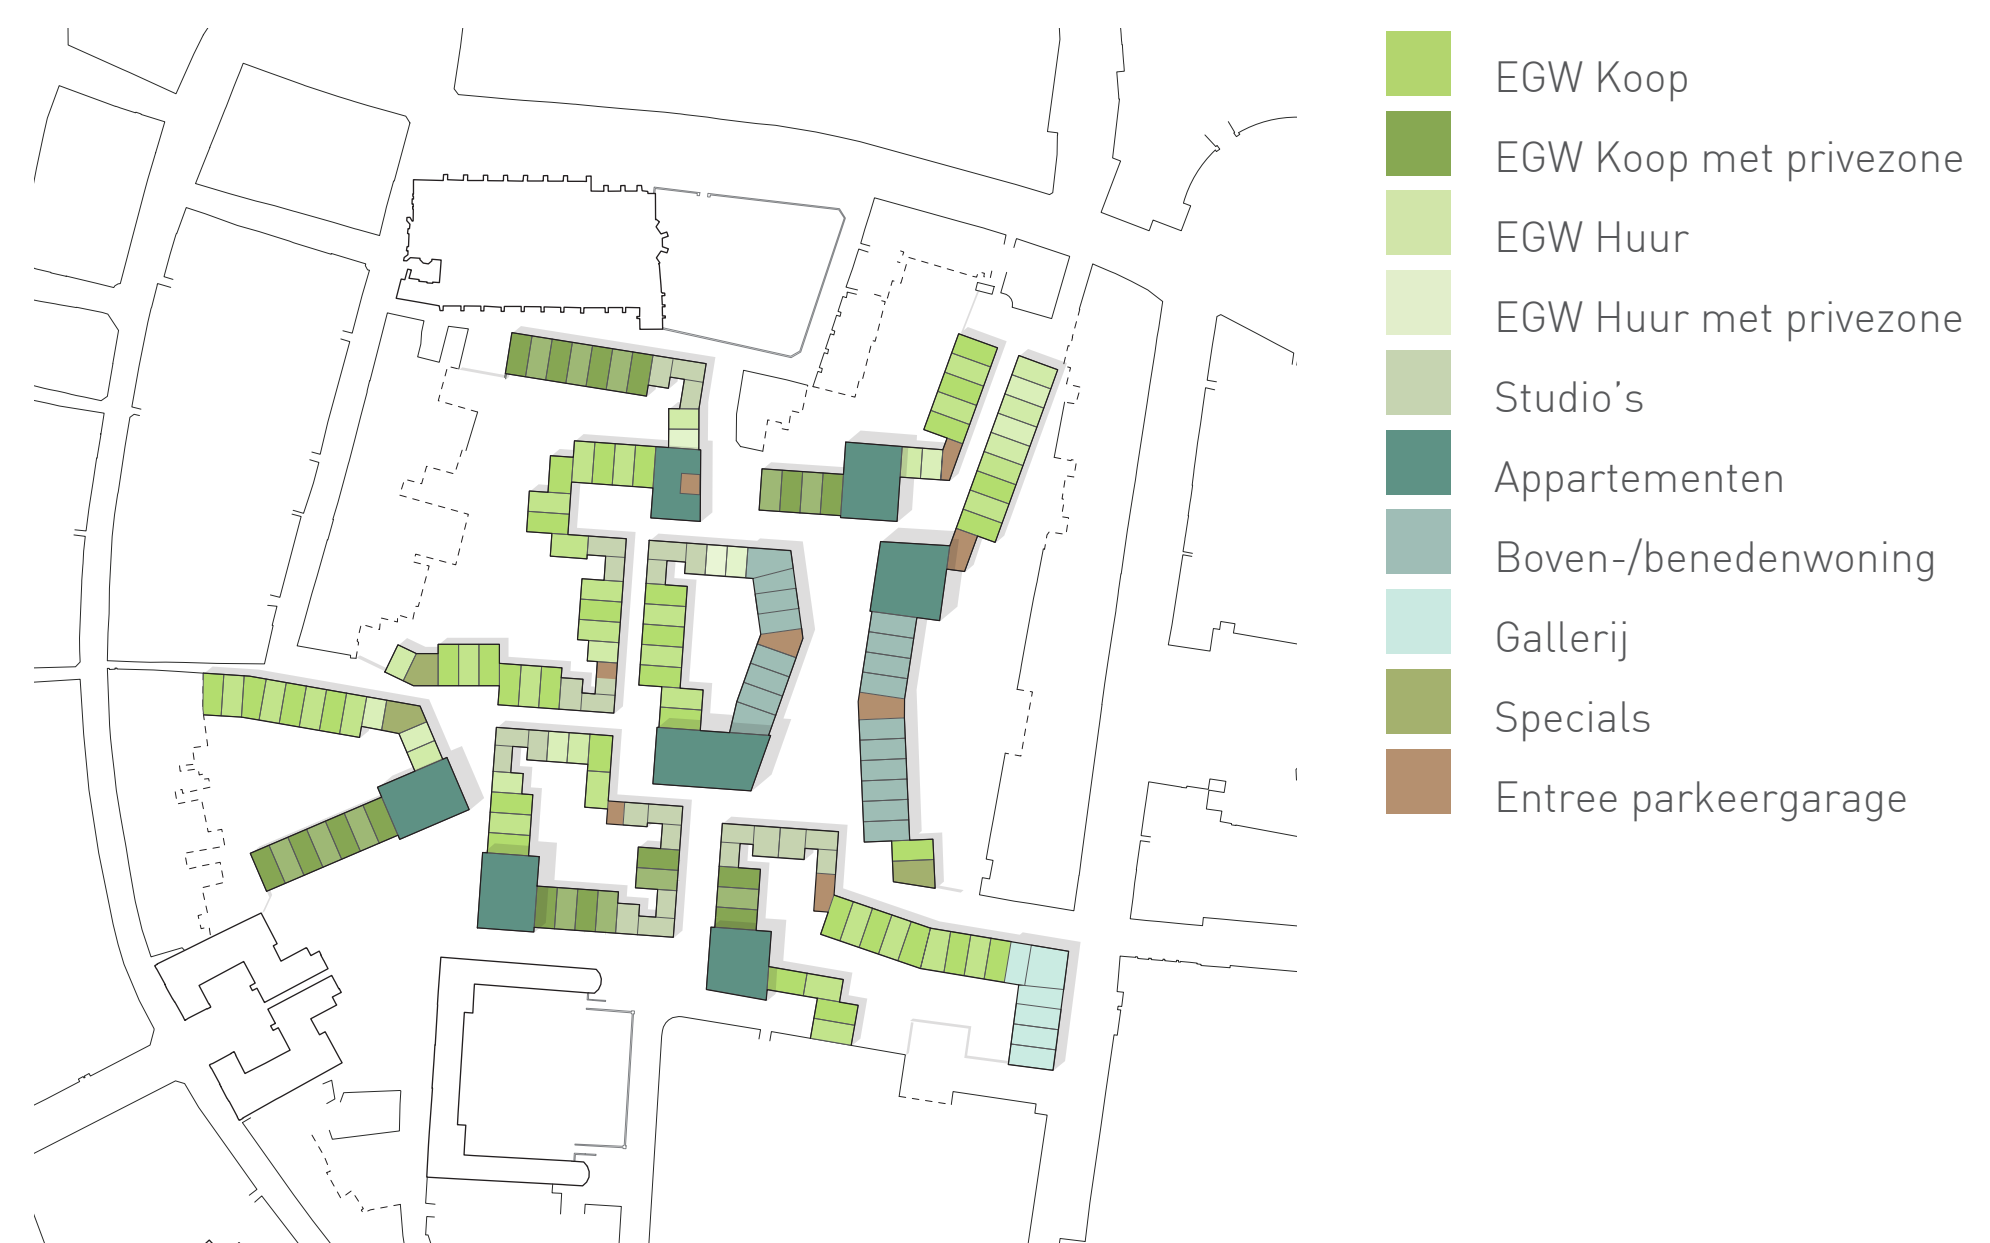 EGW Koop
EGW Koop met privezone
EGW Huur
EGW Huur met privezone
Studio's
Appartementen
Boven-/benedenwoning
Gallerij
Specials
Entree parkeergarage